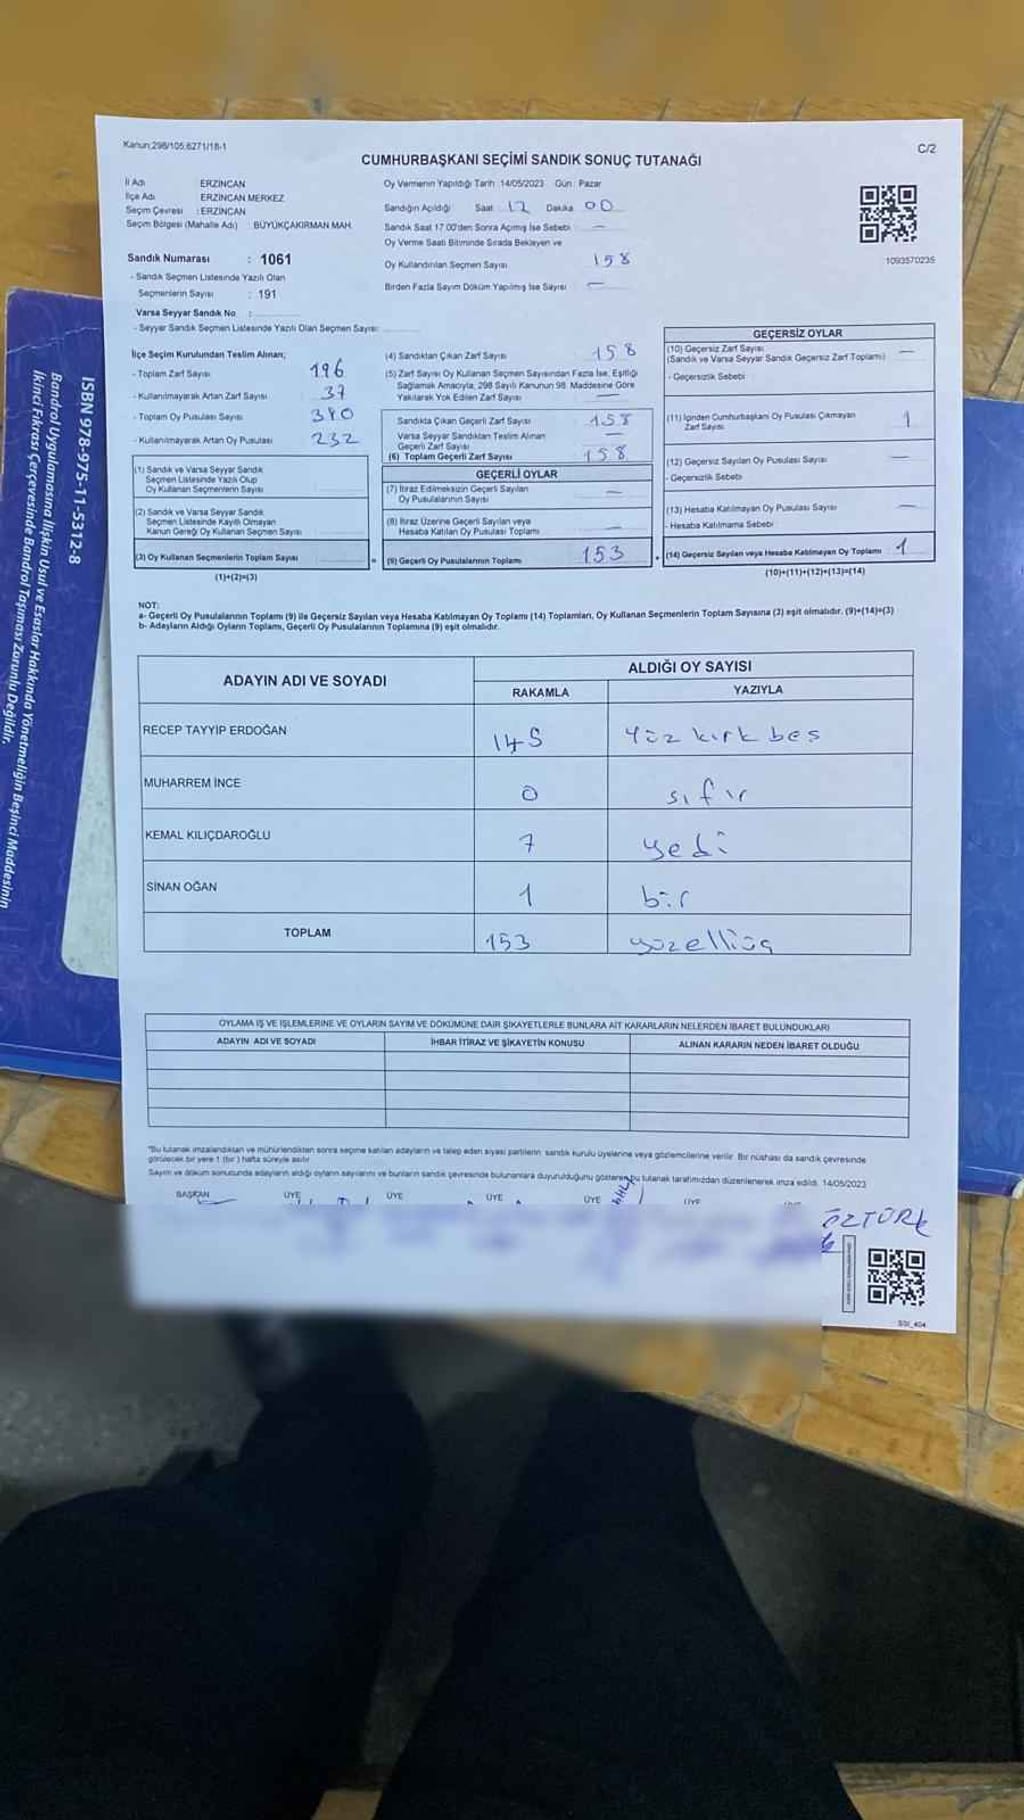 Kanun:298/105;6271/18-1
C/2
CUMHURBAŞKANI SEÇİMİ SANDIK SONUÇ TUTANAĞI
İl Adı ERZİNCAN
İlçe Adı ERZİNCAN MERKEZ
Seçim Çevresi : ERZİNCAN
Seçim Bölgesi (Mahalle Adı) : BÜYÜKÇAKIRMAN MAH.
Sandık Numarası : 1061
- Sandık Seçmen Listesinde Yazılı Olan
Seçmenlerin Sayısı : 191
Varsa Seyyar Sandık No :
- Seyyar Sandık Seçmen Listesinde Yazılı Olan Seçmen Sayısı:
Oy Vermenin Yapıldığı Tarih :14/05/2023 Gün : Pazar
Sandığın Açıldığı Saat 17 Dakika 00
Sandık Saat 17.00'den Sonra Açılmış İse Sebebi —
Oy Verme Saati Bitiminde Sırada Bekleyen ve
Oy Kullandırılan Seçmen Sayısı 158
Birden Fazla Sayım Döküm Yapılmış İse Sayısı —
1093570235
İlçe Seçim Kurulundan Teslim Alınan;
- Toplam Zarf Sayısı 196
- Kullanılmayarak Artan Zarf Sayısı 37
- Toplam Oy Pusulası Sayısı 390
- Kullanılmayarak Artan Oy Pusulası 232
(1) Sandık ve Varsa Seyyar Sandık
Seçmen Listesinde Yazılı Olup
Oy Kullanan Seçmenlerin Sayısı
(2) Sandık ve Varsa Seyyar Sandık
Seçmen Listesinde Kayıtlı Olmayan
Kanun Gereği Oy Kullanan Seçmen Sayısı
(3) Oy Kullanan Seçmenlerin Toplam Sayısı
(1)+(2)=(3)
(4) Sandıktan Çıkan Zarf Sayısı 158
(5) Zarf Sayısı Oy Kullanan Seçmen Sayısından Fazla İse, Eşitliği
Sağlamak Amacıyla, 298 Sayılı Kanunun 98. Maddesine Göre
Yakılarak Yok Edilen Zarf Sayısı —
Sandıkta Çıkan Geçerli Zarf Sayısı 158
Varsa Seyyar Sandıktan Teslim Alınan
Geçerli Zarf Sayısı —
(6) Toplam Geçerli Zarf Sayısı 158
GEÇERLİ OYLAR
(7) İtiraz Edilmeksizin Geçerli Sayılan
Oy Pusulalarının Sayısı —
(8) İtiraz Üzerine Geçerli Sayılan veya
Hesaba Katılan Oy Pusulası Toplamı —
= (9) Geçerli Oy Pusulalarının Toplamı 153
GEÇERSİZ OYLAR
(10) Geçersiz Zarf Sayısı —
(Sandık ve Varsa Seyyar Sandık Geçersiz Zarf Toplamı)
- Geçersizlik Sebebi
(11) İçinden Cumhurbaşkanı Oy Pusulası Çıkmayan
Zarf Sayısı 1
(12) Geçersiz Sayılan Oy Pusulası Sayısı —
- Geçersizlik Sebebi
(13) Hesaba Katılmayan Oy Pusulası Sayısı —
- Hesaba Katılmama Sebebi
+ (14) Geçersiz Sayılan veya Hesaba Katılmayan Oy Toplamı 1
(10)+(11)+(12)+(13)=(14)
NOT:
a- Geçerli Oy Pusulalarının Toplamı (9) ile Geçersiz Sayılan veya Hesaba Katılmayan Oy Toplamı (14) Toplamları, Oy Kullanan Seçmenlerin Toplam Sayısına (3) eşit olmalıdır. (9)+(14)=(3)
b- Adayların Aldığı Oyların Toplamı, Geçerli Oy Pusulalarının Toplamına (9) eşit olmalıdır.
ADAYIN ADI VE SOYADI ALDIĞI OY SAYISI
RAKAMLA YAZIYLA
RECEP TAYYİP ERDOĞAN 145 Yüz kırk beş
MUHARREM İNCE 0 sıfır
KEMAL KILIÇDAROĞLU 7 yedi
SİNAN OĞAN 1 bir
TOPLAM 153 yüzelliüç
OYLAMA İŞ VE İŞLEMLERİNE VE OYLARIN SAYIM VE DÖKÜMÜNE DAİR ŞİKAYETLERLE BUNLARA AİT KARARLARIN NELERDEN İBARET BULUNDUKLARI
ADAYIN ADI VE SOYADI İHBAR İTİRAZ VE ŞİKAYETİN KONUSU ALINAN KARARIN NEDEN İBARET OLDUĞU
*Bu tutanak imzalandıktan ve mühürlendikten sonra seçime katılan adayların ve talep eden siyasi partilerin sandık kurulu üyelerine veya gözlemcilerine verilir. Bir nüshası da sandık çevresinde
görülecek bir yere 1 (bir) hafta süreyle asılır
Sayım ve döküm sonucunda adayların aldığı oyların sayılarını ve bunların sandık çevresinde bulunanlara duyurulduğunu gösteren bu tutanak tarafımızdan düzenlenerek imza edildi. 14/05/2023
BAŞKAN ÜYE ÜYE ÜYE ÜYE ÜYE
ÖZTÜRK
SSI_404
ISBN 978-975-11-5312-8
Bandrol Uygulamasına İlişkin Usul ve Esaslar Hakkında Yönetmeliğin Beşinci Maddesinin
İkinci Fıkrası Çerçevesinde Bandrol Taşıması Zorunlu Değildir.